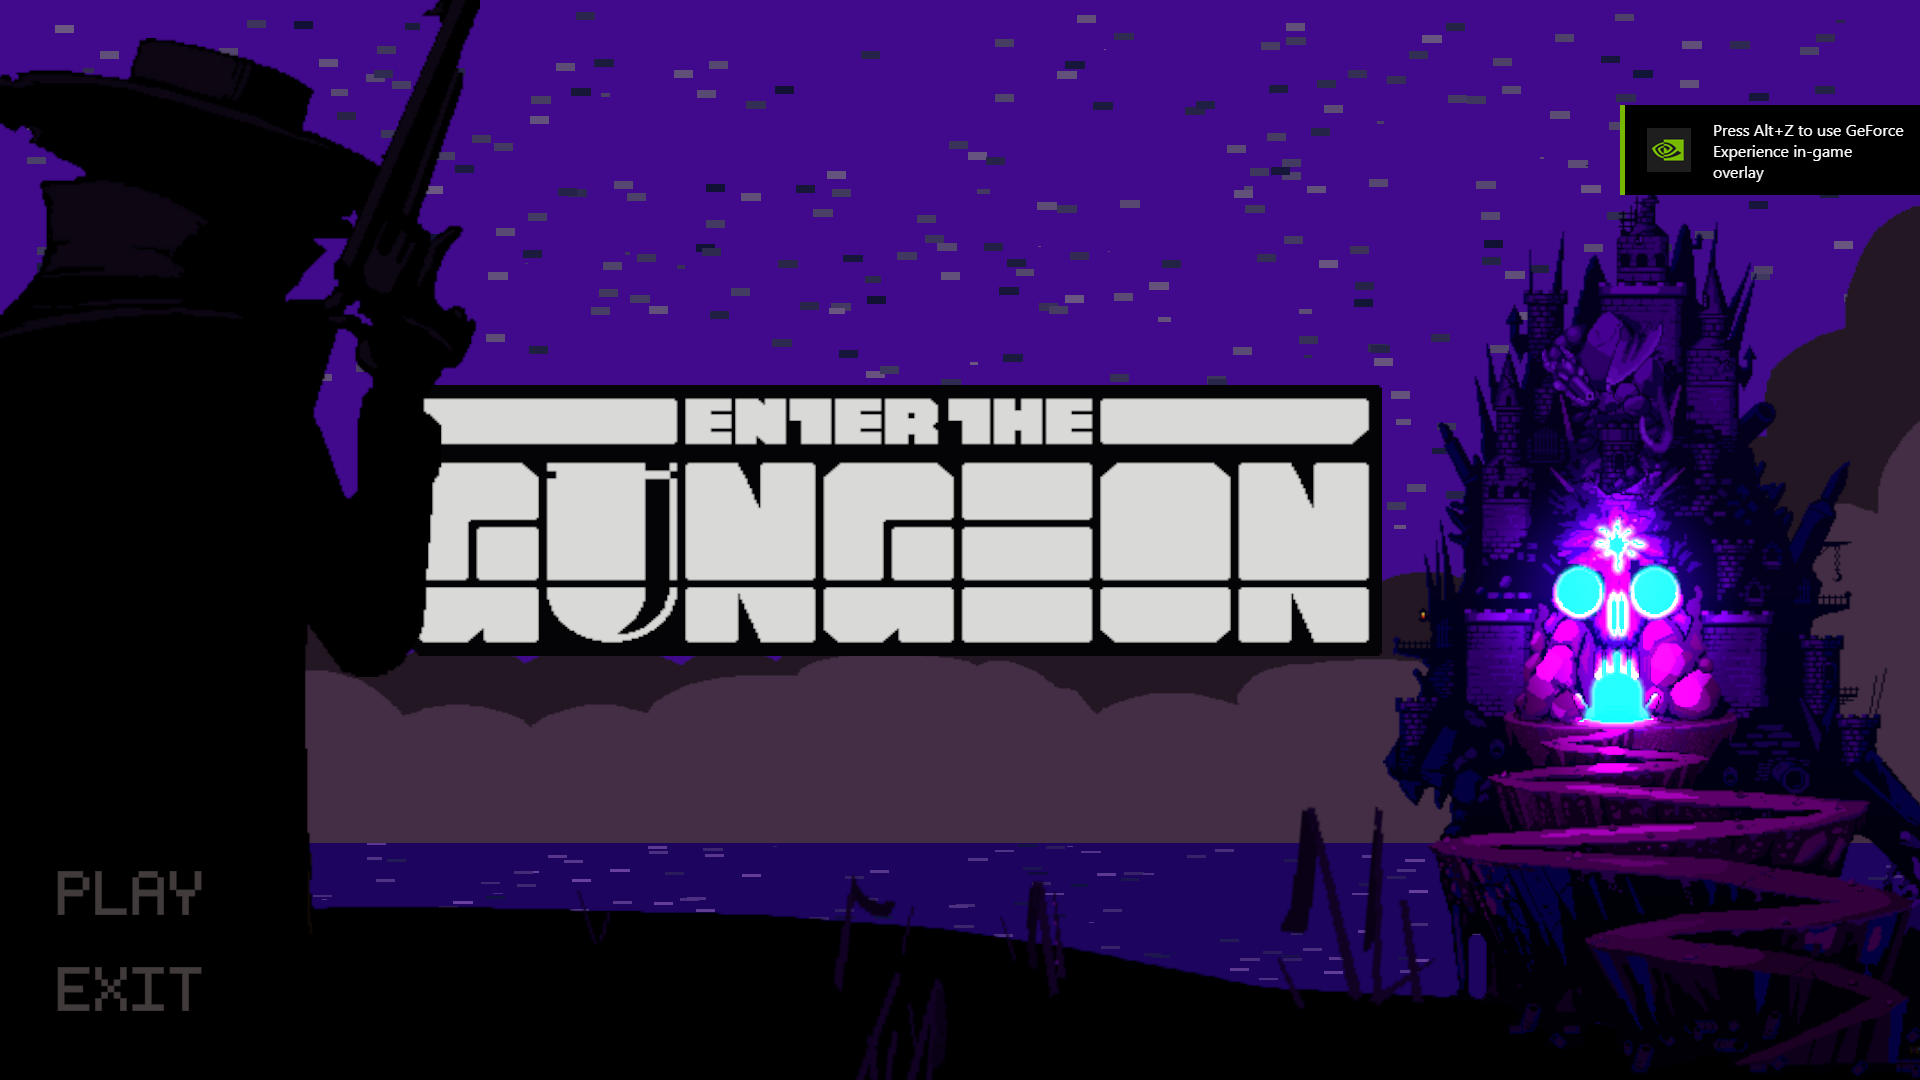 Press Alt+Z to use GeForce
Experience in-game
overlay
ENTER THE
GUNGEON
PLAY
EXIT